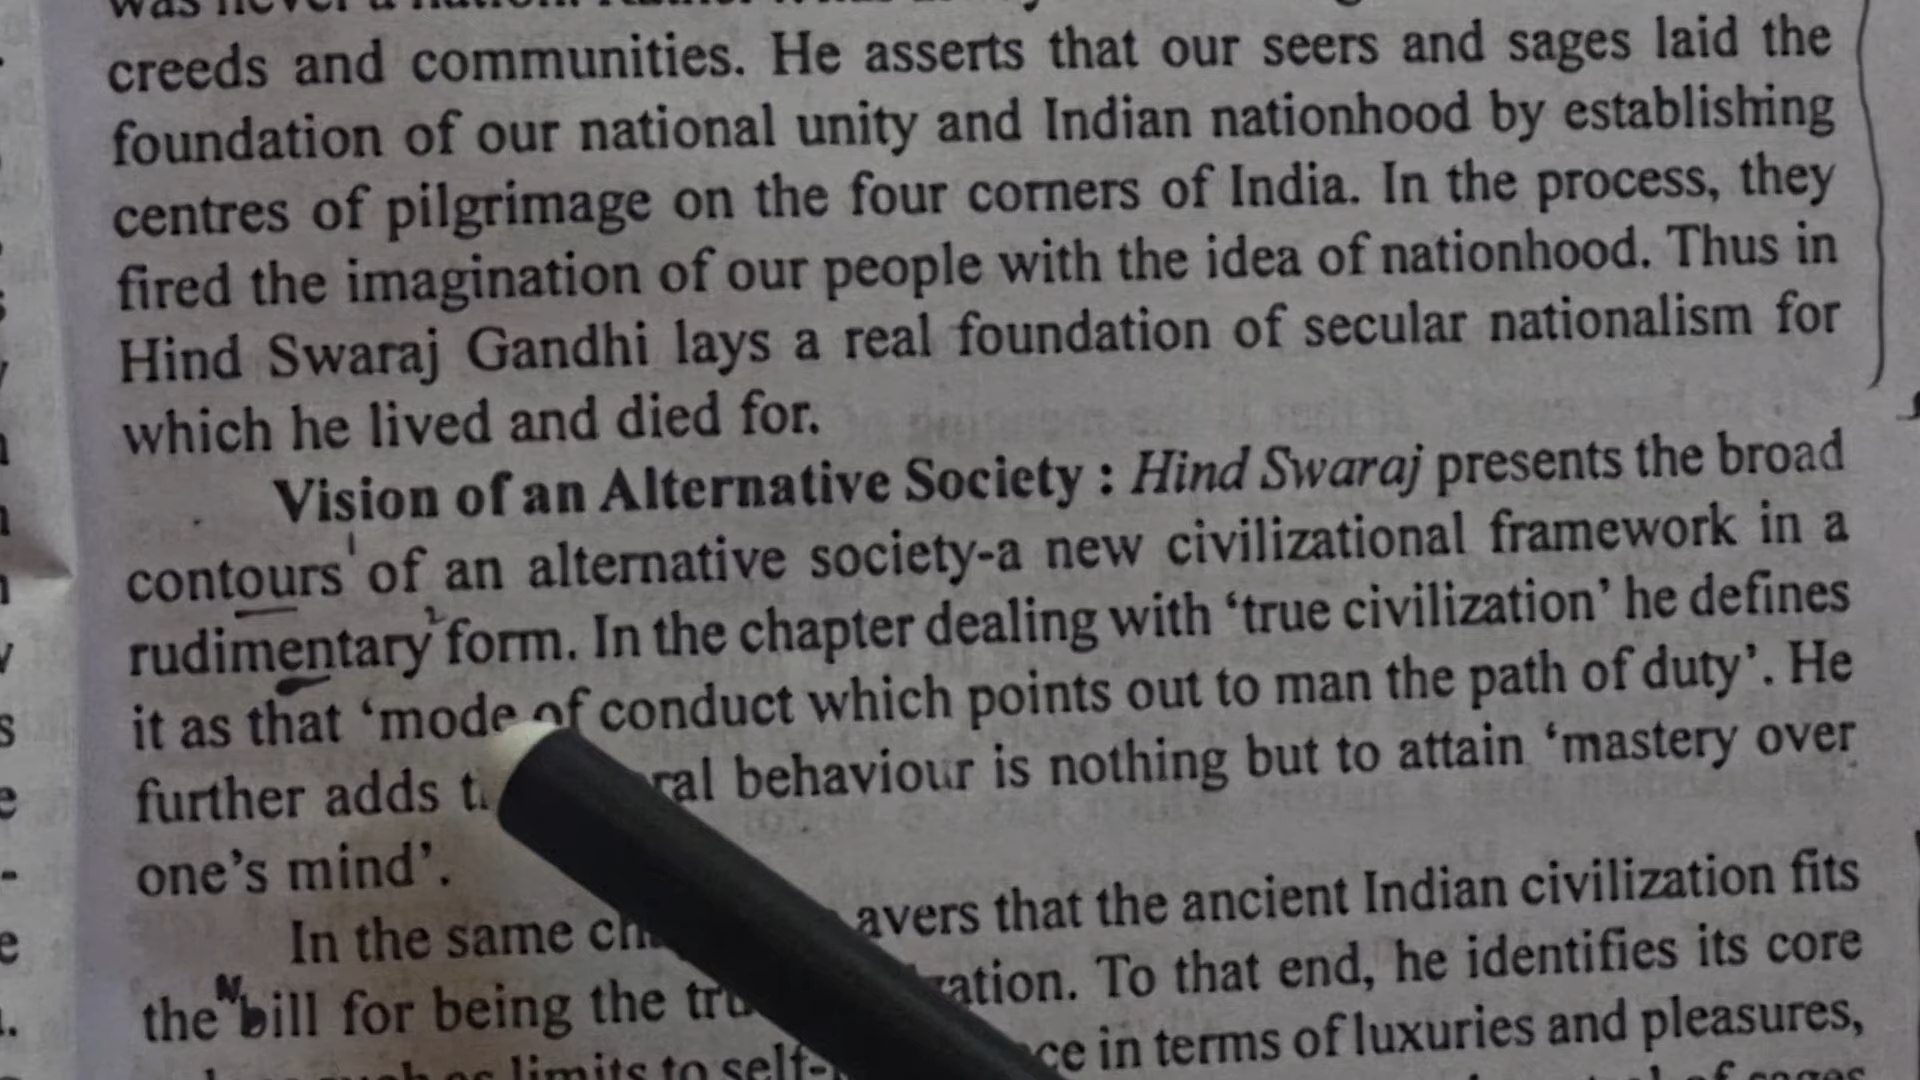 was never a nation.
creeds and communities. He asserts that our seers and sages laid the
foundation of our national unity and Indian nationhood by establishing
centres of pilgrimage on the four corners of India. In the process, they
fired the imagination of our people with the idea of nationhood. Thus in
Hind Swaraj Gandhi lays a real foundation of secular nationalism for
which he lived and died for.
Vision of an Alternative Society : Hind Swaraj presents the broad
contours of an alternative society-a new civilizational framework in a
rudimentary form. In the chapter dealing with ‘true civilization’ he defines
it as that ‘mode of conduct which points out to man the path of duty’. He
further adds behaviour is nothing but to attain ‘mastery over
one’s mind’.
In the same avers that the ancient Indian civilization fits
the bill for being the To that end, he identifies its core
limits to in terms of luxuries and pleasures,
of sages